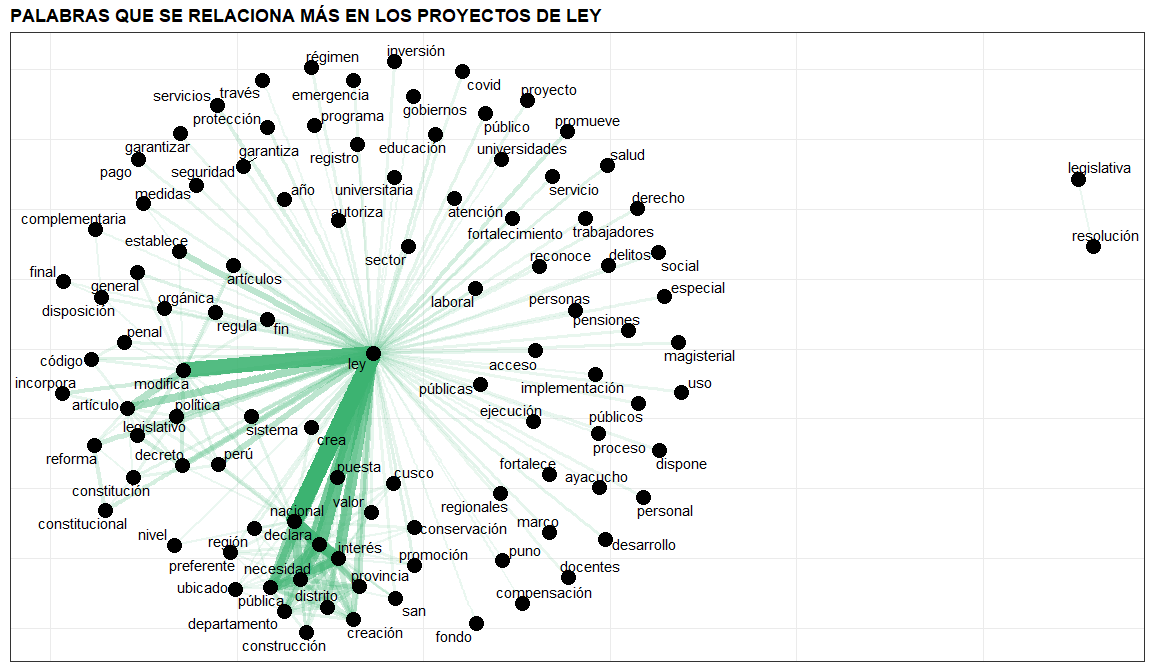 PALABRAS QUE SE RELACIONA MÁS EN LOS PROYECTOS DE LEY
inversión
régimen
covid
través
emergencia
servicios
proyecto
gobiernos
programa
protección
público
promueve
garantizar
educación
universidades
garantiza
registro
salud
pago
seguridad
legislativa
medidas
año
universitaria
servicio
derecho
autoriza
atención
complementaria
fortalecimiento
trabajadores
resolución
establece
sector
reconoce
delitos
social
final
artículos
general
especial
orgánica
laboral
personas
disposición
pensiones
regula
fin
penal
magisterial
código
ley
acceso
incorpora
modifica
públicas
implementación
uso
artículo
política
ejecución
públicos
legislativo
sistema
crea
proceso
reforma
decreto
perú
puesta
cusco
fortalece
dispone
ayacucho
constitución
valor
regionales
personal
nacional
constitucional
marco
conservación
nivel
región
declara
interés
puno
desarrollo
promoción
preferente
necesidad
provincia
docentes
ubicado
pública
distrito
compensación
san
departamento
creación
fondo
construcción